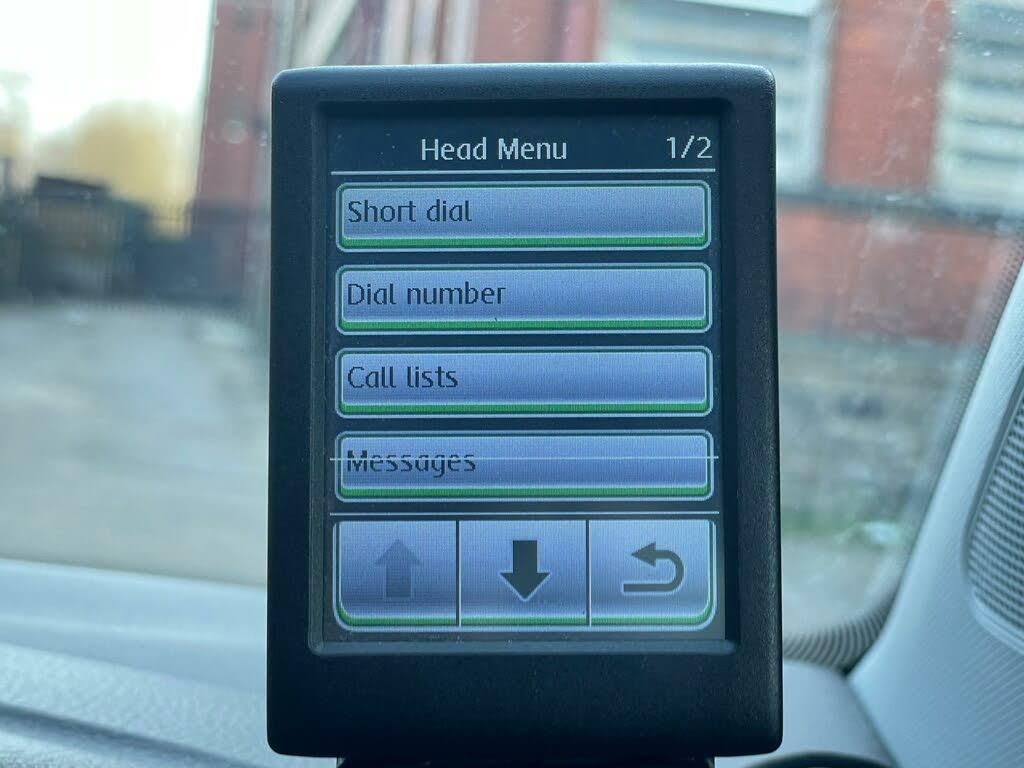 Head Menu 1/2
Short dial
Dial number
Call lists
Messages